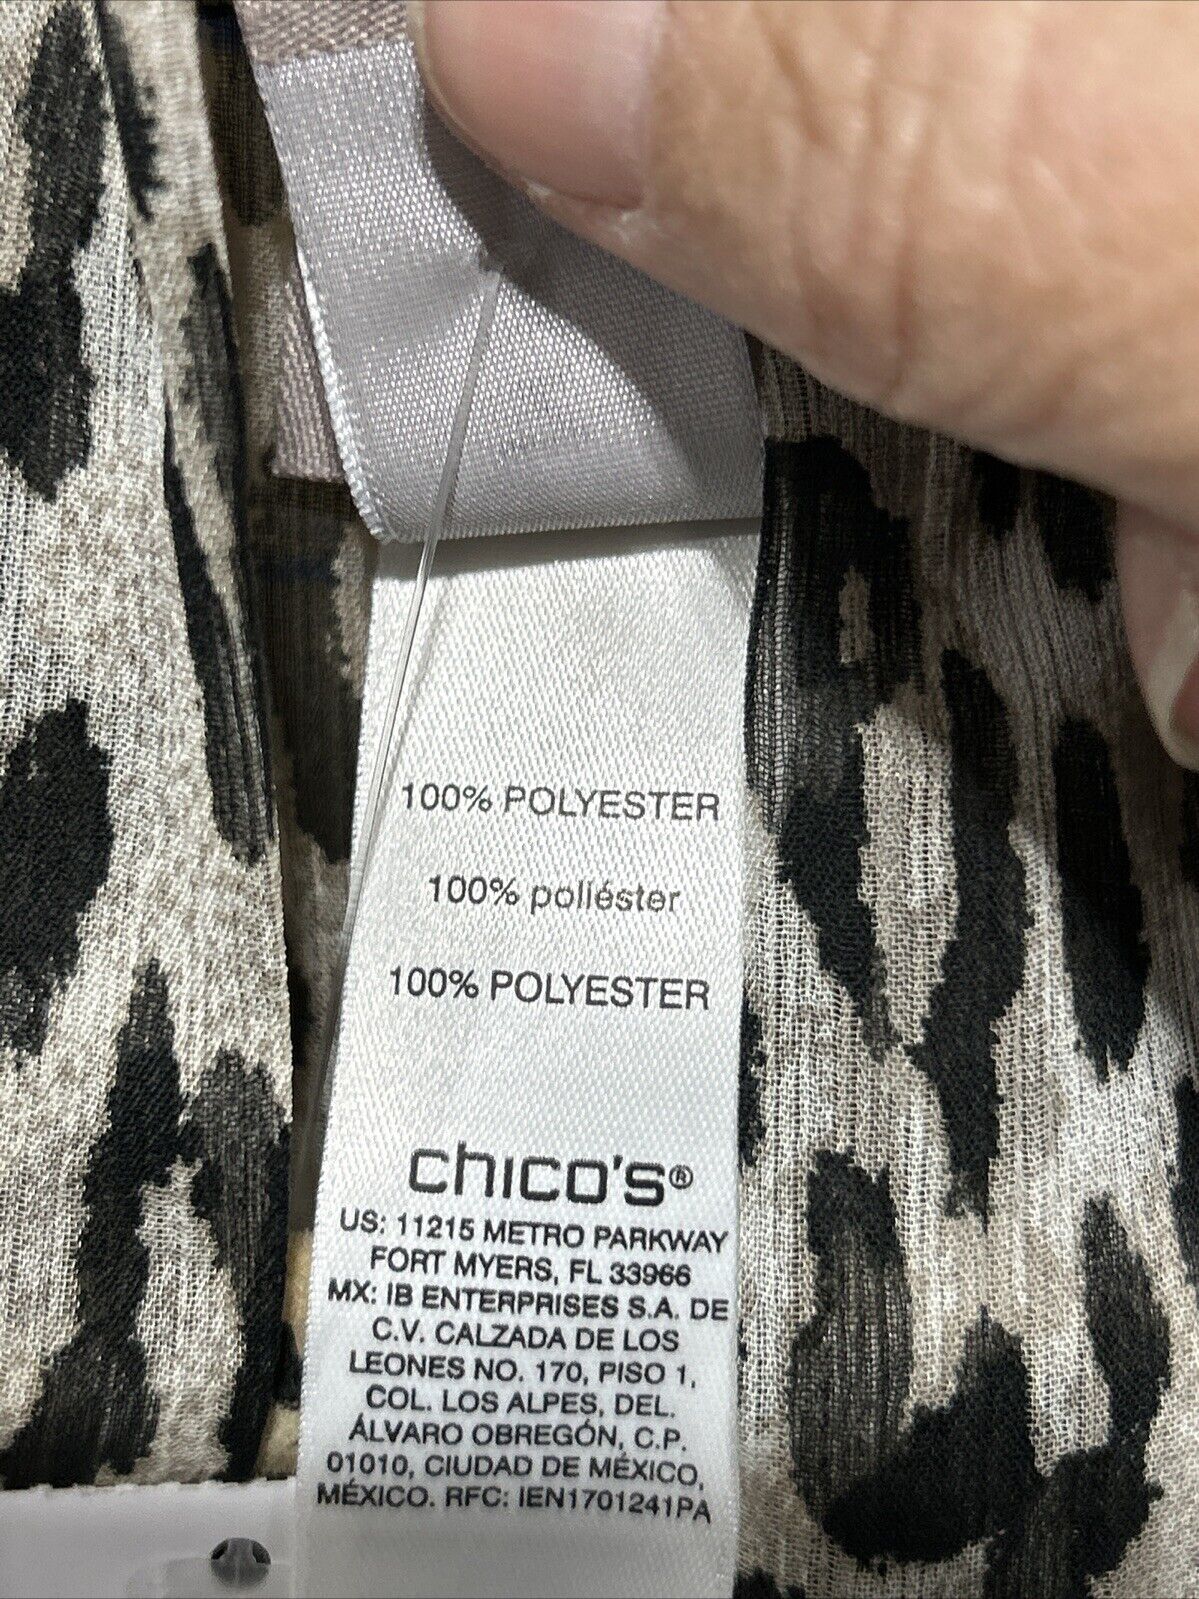 100% POLYESTER
100% poliéster
100% POLYESTER
chico's®
US: 11215 METRO PARKWAY
FORT MYERS, FL 33966
MX: IB ENTERPRISES S.A. DE
C.V. CALZADA DE LOS
LEONES NO. 170, PISO 1,
COL. LOS ALPES, DEL.
ÁLVARO OBREGÓN, C.P.
01010, CIUDAD DE MÉXICO,
MÉXICO. RFC: IEN1701241PA